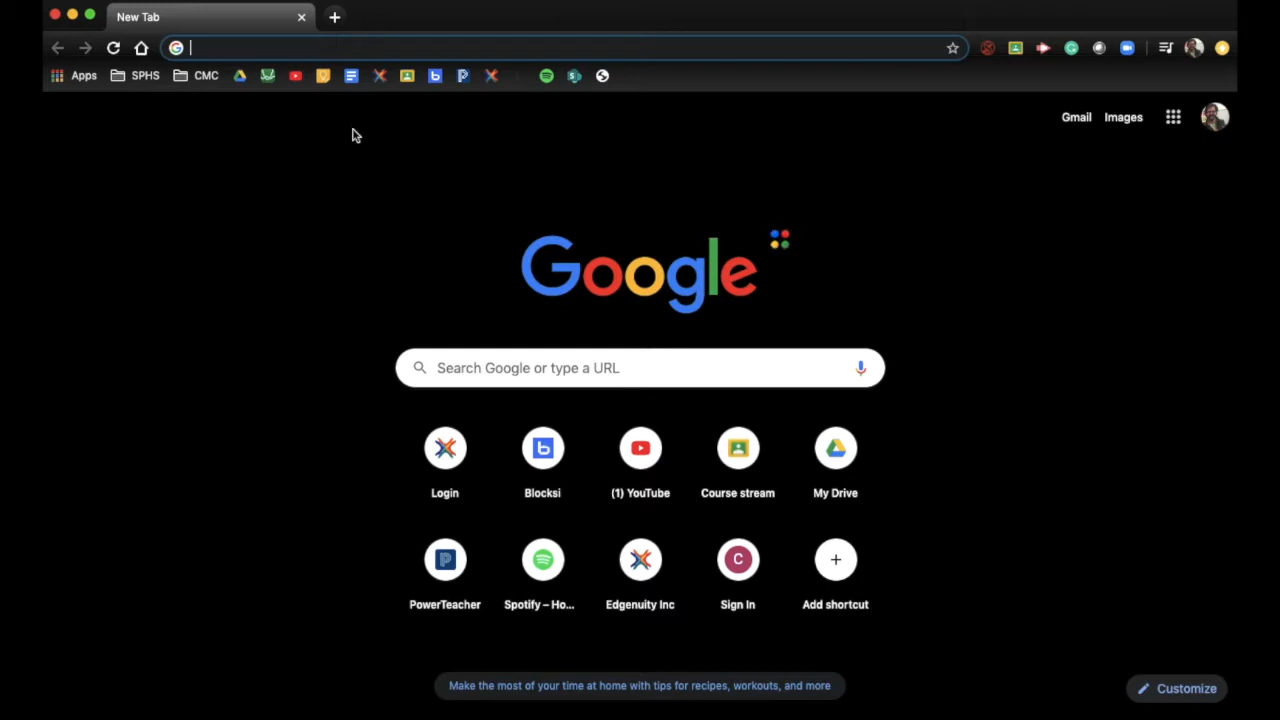 New Tab
Apps SPHS CMC
Gmail Images
Google
Search Google or type a URL
Login Blocksi (1) YouTube Course stream My Drive
PowerTeacher Spotify – Ho... Edgenuity Inc C Sign In Add shortcut
Make the most of your time at home with tips for recipes, workouts, and more
Customize